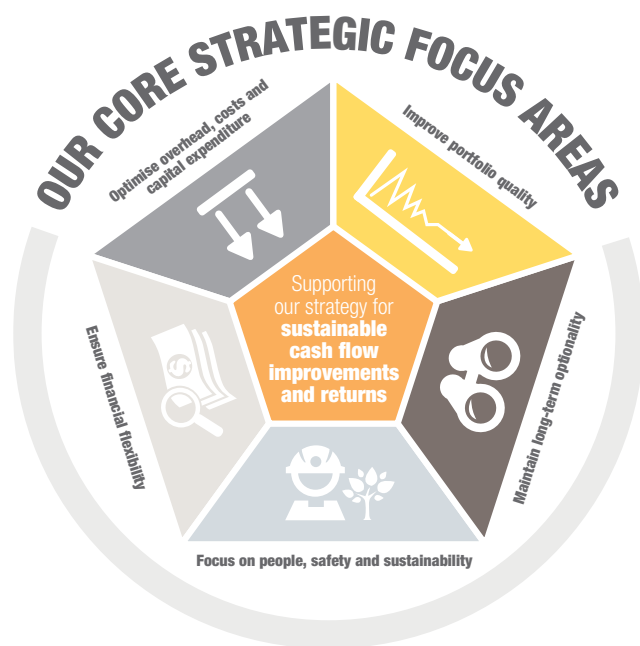 OUR CORE STRATEGIC FOCUS AREAS
Optimise overhead, costs and
capital expenditure
Improve portfolio quality
Supporting
our strategy for
sustainable
cash flow
improvements
and returns
Ensure financial flexibility
$
Maintain long-term optionality
Focus on people, safety and sustainability